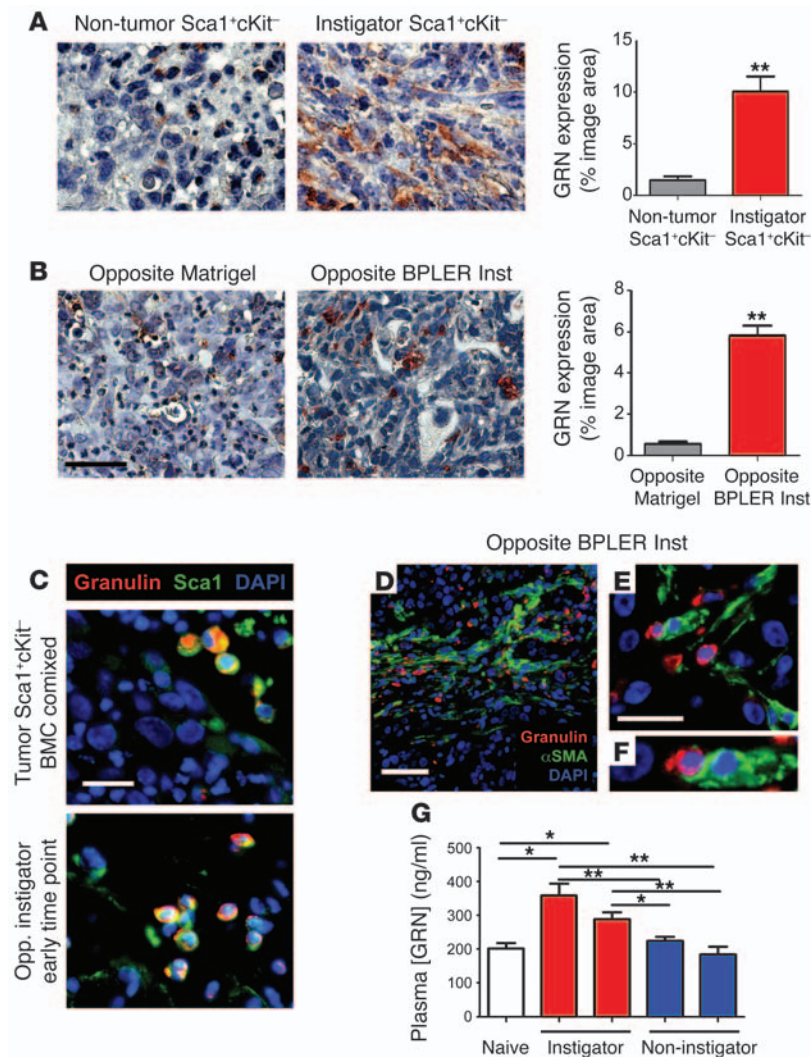 A
Non-tumor Sca1⁺cKit⁻
Instigator Sca1⁺cKit⁻
GRN expression
(% image area)
15
10
5
0
**
Non-tumor
Sca1⁺cKit⁻
Instigator
Sca1⁺cKit⁻
B
Opposite Matrigel
Opposite BPLER Inst
GRN expression
(% image area)
8
6
4
2
0
**
Opposite
Matrigel
Opposite
BPLER Inst
C
Granulin Sca1 DAPI
Tumor Sca1⁺cKit⁻
BMC comixed
Opp. instigator
early time point
Opposite BPLER Inst
D
Granulin
αSMA
DAPI
E
F
G
Plasma [GRN] (ng/ml)
500
400
300
200
100
0
*
*
**
**
**
*
Naive
Instigator
Non-instigator